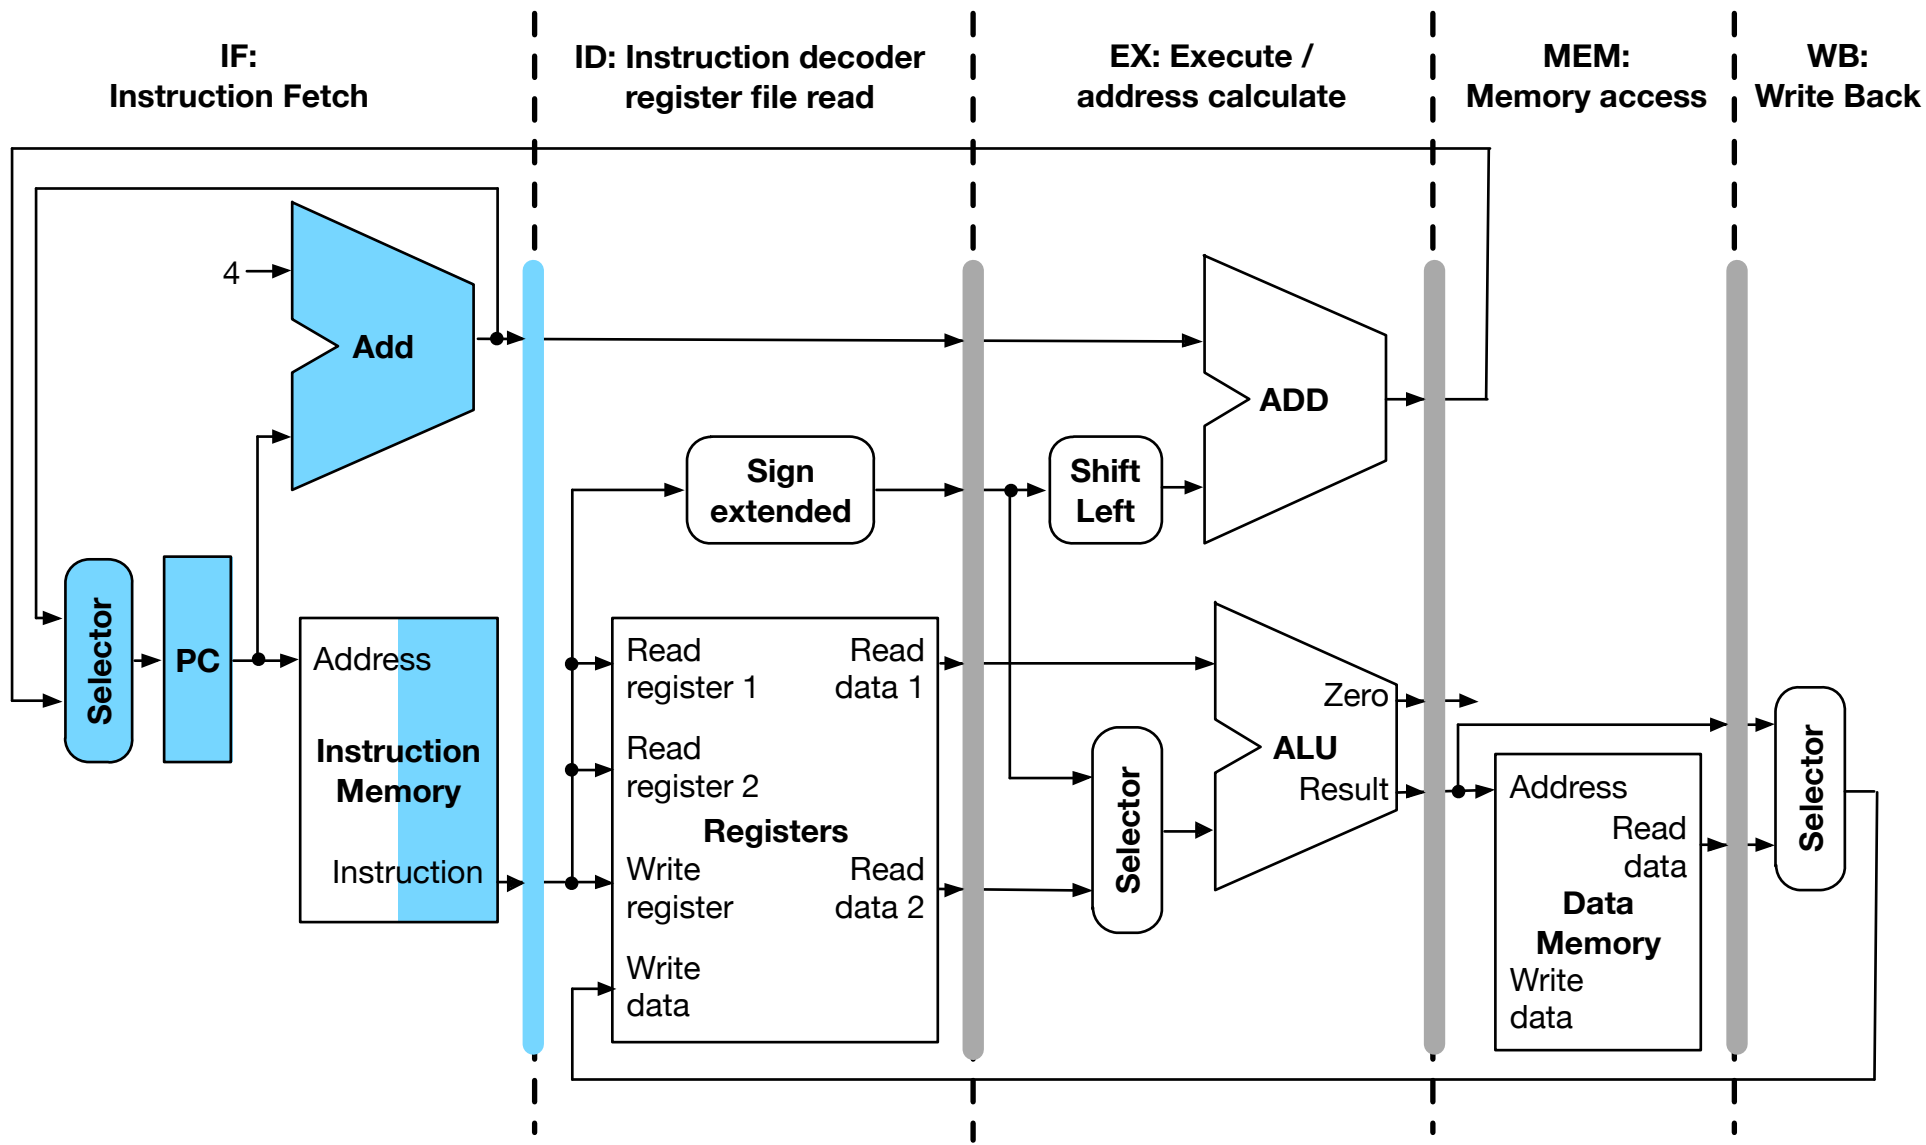 IF:
Instruction Fetch
ID: Instruction decoder
register file read
EX: Execute /
address calculate
MEM:
Memory access
WB:
Write Back
4
Add
ADD
Sign
extended
Shift
Left
Selector
PC
Address
Instruction
Memory
Instruction
Read
register 1
Read
data 1
Read
register 2
Registers
Write
register
Read
data 2
Write
data
Selector
Zero
ALU
Result
Address
Read
data
Data
Memory
Write
data
Selector